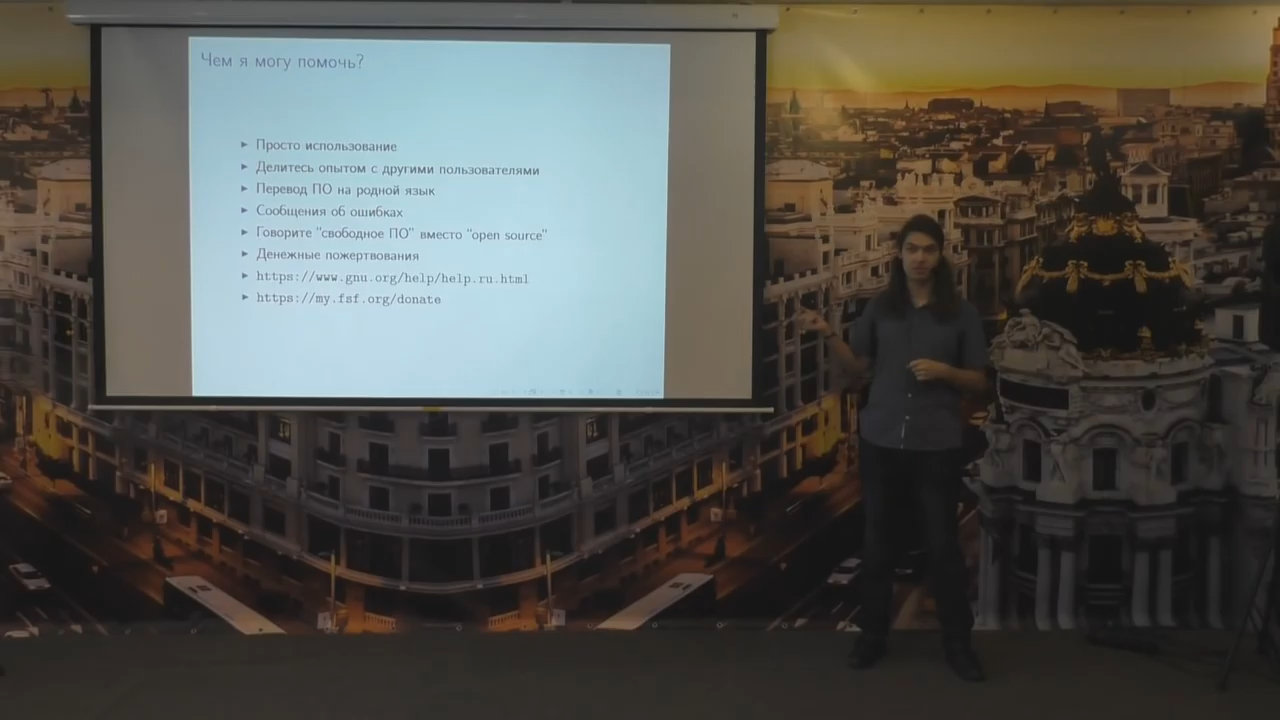 Чем я могу помочь?
Просто использование
Делитесь опытом с другими пользователями
Перевод ПО на родной язык
Сообщения об ошибках
Говорите "свободное ПО" вместо "open source"
Денежные пожертвования
https://www.gnu.org/help/help.ru.html
https://my.fsf.org/donate